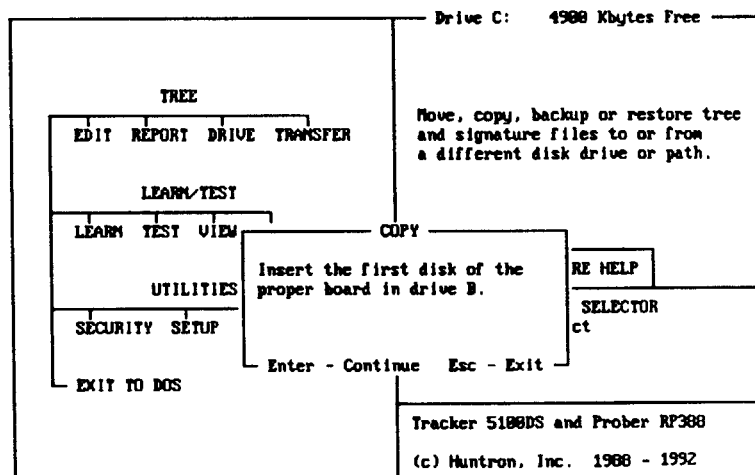 Drive C: 4900 Kbytes Free
TREE
EDIT REPORT DRIVE TRANSFER
Move, copy, backup or restore tree
and signature files to or from
a different disk drive or path.
LEARN/TEST
LEARN TEST VIEW
COPY
Insert the first disk of the
proper board in drive B.
RE HELP
UTILITIES
SELECTOR
SECURITY SETUP
ct
Enter - Continue Esc - Exit
EXIT TO DOS
Tracker 5100DS and Prober RP388
(c) Huntron, Inc. 1988 - 1992